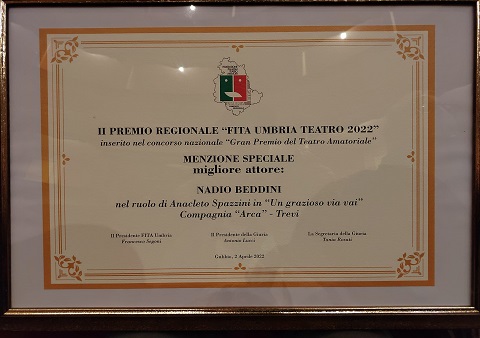 II PREMIO REGIONALE "FITA UMBRIA TEATRO 2022"
inserito nel concorso nazionale "Gran Premio del Teatro Amatoriale"
MENZIONE SPECIALE
migliore attore:
NADIO BEDDINI
nel ruolo di Anacleto Spazzini in "Un grazioso via vai"
Compagnia "Arca" - Trevi
Il Presidente FITA Umbria
Il Presidente della Giuria
La Segretaria della Giuria
Francesco
Tania
Gubbio, 2 Aprile 2022